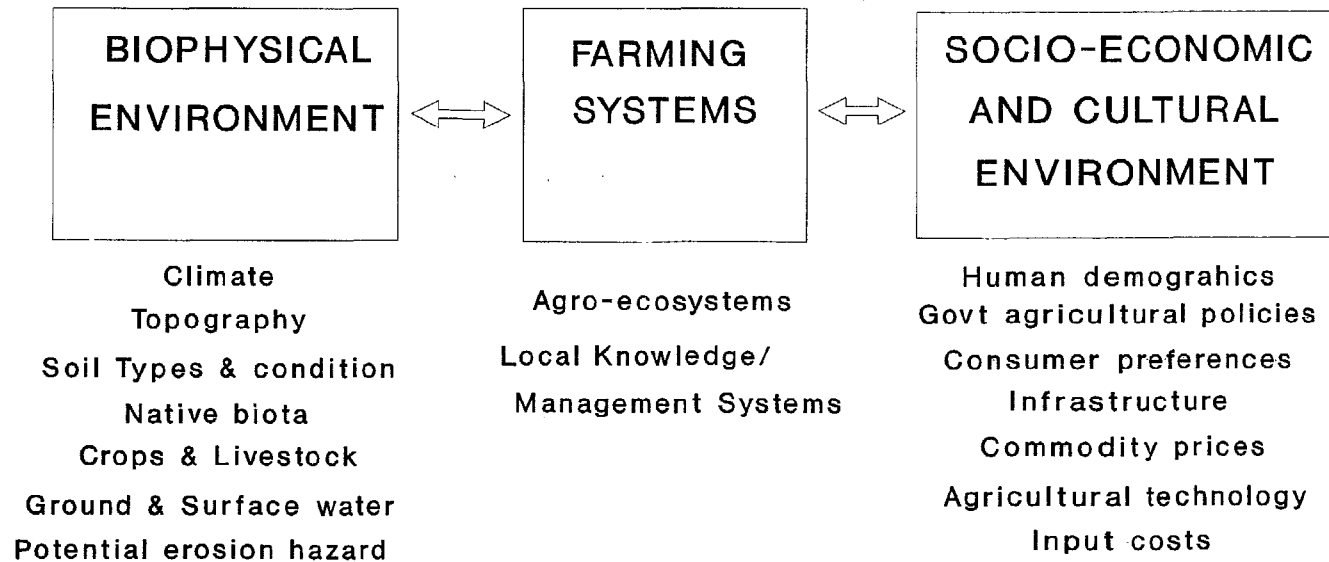 BIOPHYSICAL
ENVIRONMENT
FARMING
SYSTEMS
SOCIO-ECONOMIC
AND CULTURAL
ENVIRONMENT
Climate
Topography
Soil Types & condition
Native biota
Crops & Livestock
Ground & Surface water
Potential erosion hazard
Agro-ecosystems
Local Knowledge/
Management Systems
Human demograhics
Govt agricultural policies
Consumer preferences
Infrastructure
Commodity prices
Agricultural technology
Input costs